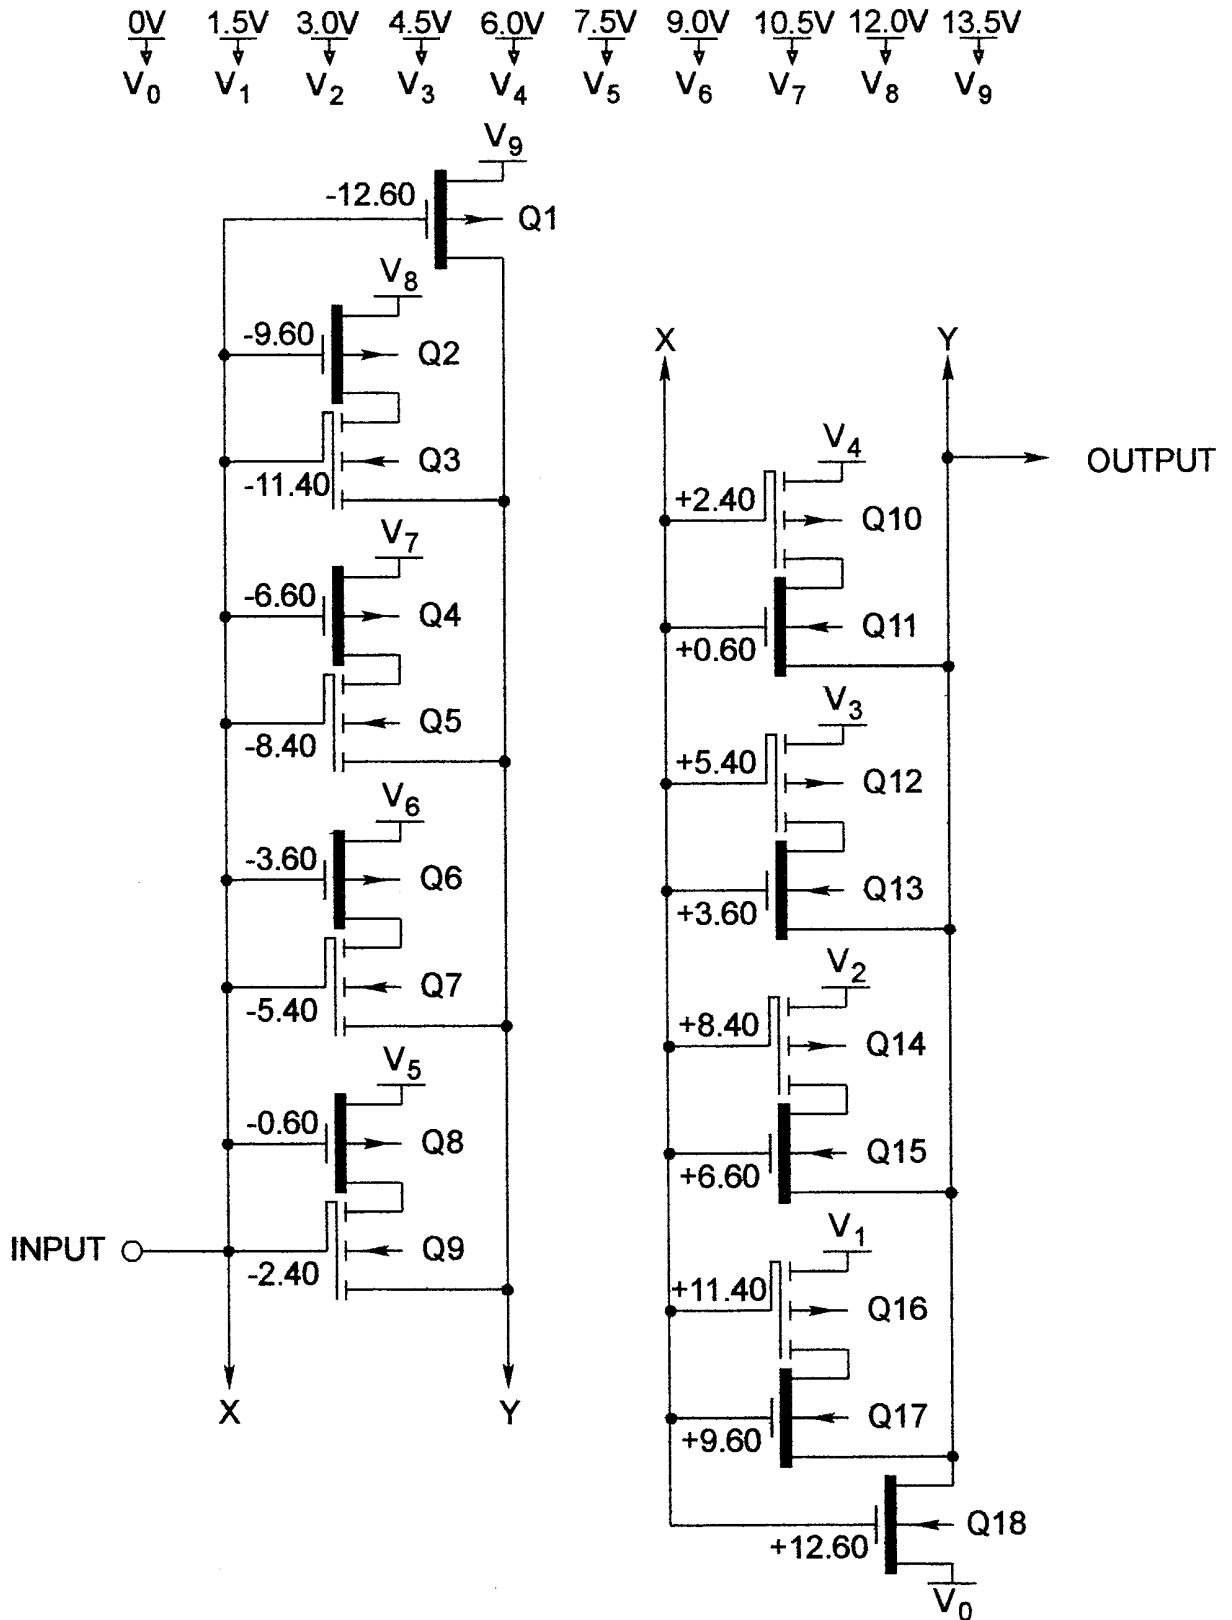 0V 1.5V 3.0V 4.5V 6.0V 7.5V 9.0V 10.5V 12.0V 13.5V
V0 V1 V2 V3 V4 V5 V6 V7 V8 V9
V9
-12.60
Q1
V8
-9.60
Q2
Q3
-11.40
V7
-6.60
Q4
Q5
-8.40
V6
-3.60
Q6
Q7
-5.40
V5
-0.60
Q8
INPUT
Q9
-2.40
X
Y
X
Y
V4
OUTPUT
+2.40
Q10
Q11
+0.60
V3
+5.40
Q12
Q13
+3.60
V2
+8.40
Q14
Q15
+6.60
V1
+11.40
Q16
Q17
+9.60
Q18
+12.60
V0